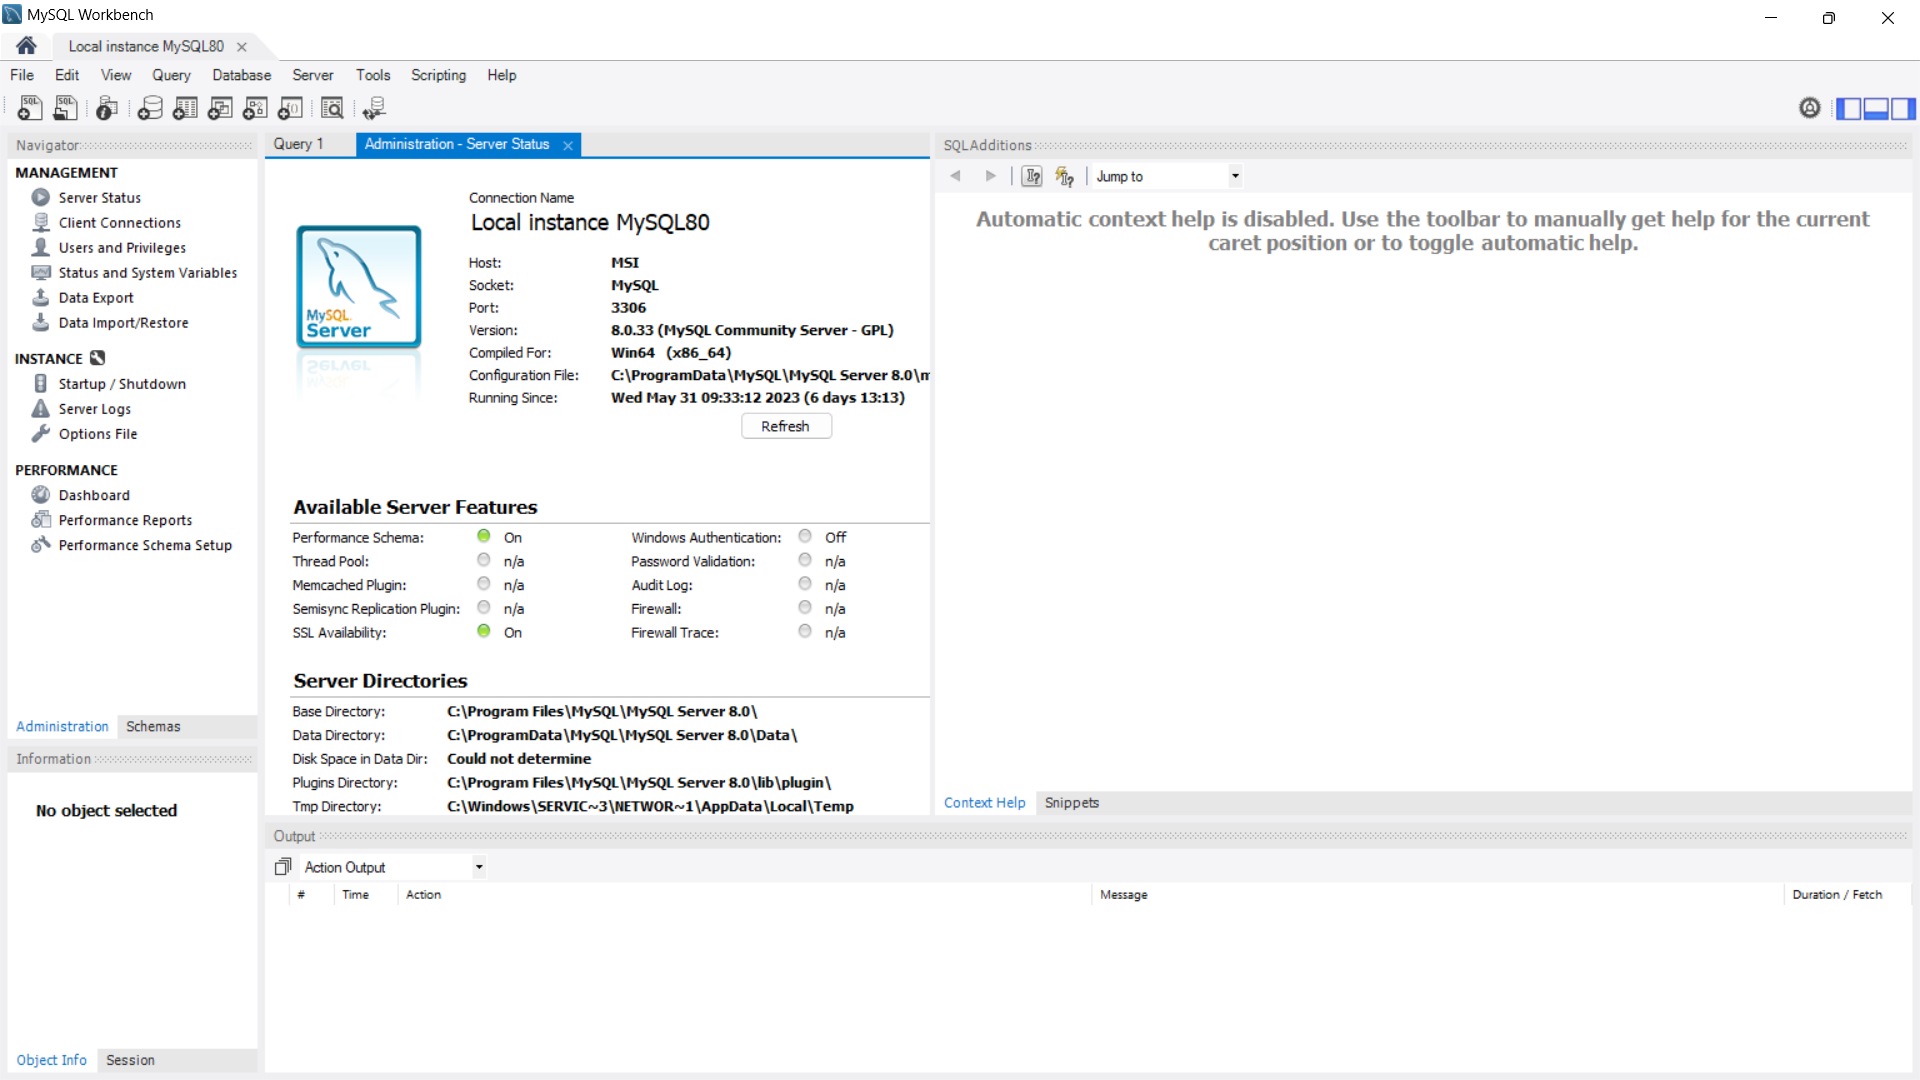 MySQL Workbench
Local instance MySQL80
File Edit View Query Database Server Tools Scripting Help
Navigator
MANAGEMENT
Server Status
Client Connections
Users and Privileges
Status and System Variables
Data Export
Data Import/Restore
INSTANCE
Startup / Shutdown
Server Logs
Options File
PERFORMANCE
Dashboard
Performance Reports
Performance Schema Setup
Administration Schemas
Information
No object selected
Object Info Session
Query 1 Administration - Server Status
MySQL
Server
Connection Name
Local instance MySQL80
Host: MSI
Socket: MySQL
Port: 3306
Version: 8.0.33 (MySQL Community Server - GPL)
Compiled For: Win64 (x86_64)
Configuration File: C:\ProgramData\MySQL\MySQL Server 8.0\m
Running Since: Wed May 31 09:33:12 2023 (6 days 13:13)
Refresh
Available Server Features
Performance Schema: On Windows Authentication: Off
Thread Pool: n/a Password Validation: n/a
Memcached Plugin: n/a Audit Log: n/a
Semisync Replication Plugin: n/a Firewall: n/a
SSL Availability: On Firewall Trace: n/a
Server Directories
Base Directory: C:\Program Files\MySQL\MySQL Server 8.0\
Data Directory: C:\ProgramData\MySQL\MySQL Server 8.0\Data\
Disk Space in Data Dir: Could not determine
Plugins Directory: C:\Program Files\MySQL\MySQL Server 8.0\lib\plugin\
Tmp Directory: C:\Windows\SERVIC~3\NETWOR~1\AppData\Local\Temp
SQLAdditions
Jump to
Automatic context help is disabled. Use the toolbar to manually get help for the current
caret position or to toggle automatic help.
Context Help Snippets
Output
Action Output
# Time Action Message Duration / Fetch